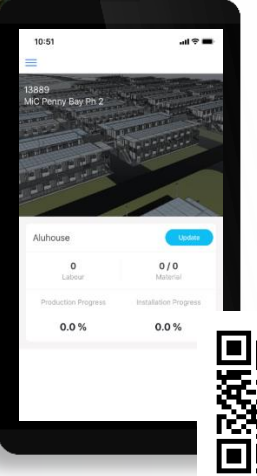 10:51
13889
MiC Penny Bay Ph 2
Aluhouse
Update
0
0 / 0
Labour
Material
Production Progress
Installation Progress
0.0 %
0.0 %